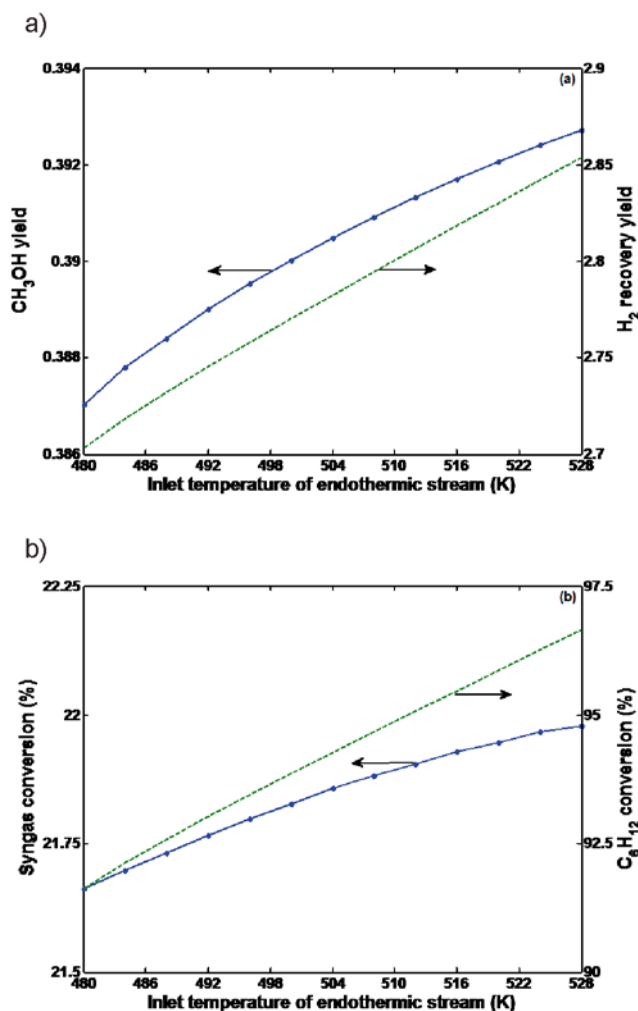 a)
(a)
0.394
0.392
0.39
0.388
0.386
CH3OH yield
2.9
2.85
2.8
2.75
2.7
H2 recovery yield
480 486 492 498 504 510 516 522 528
Inlet temperature of endothermic stream (K)
b)
(b)
22.25
22
21.75
21.5
Syngas conversion (%)
97.5
95
92.5
90
C6H12 conversion (%)
480 486 492 498 504 510 516 522 528
Inlet temperature of endothermic stream (K)